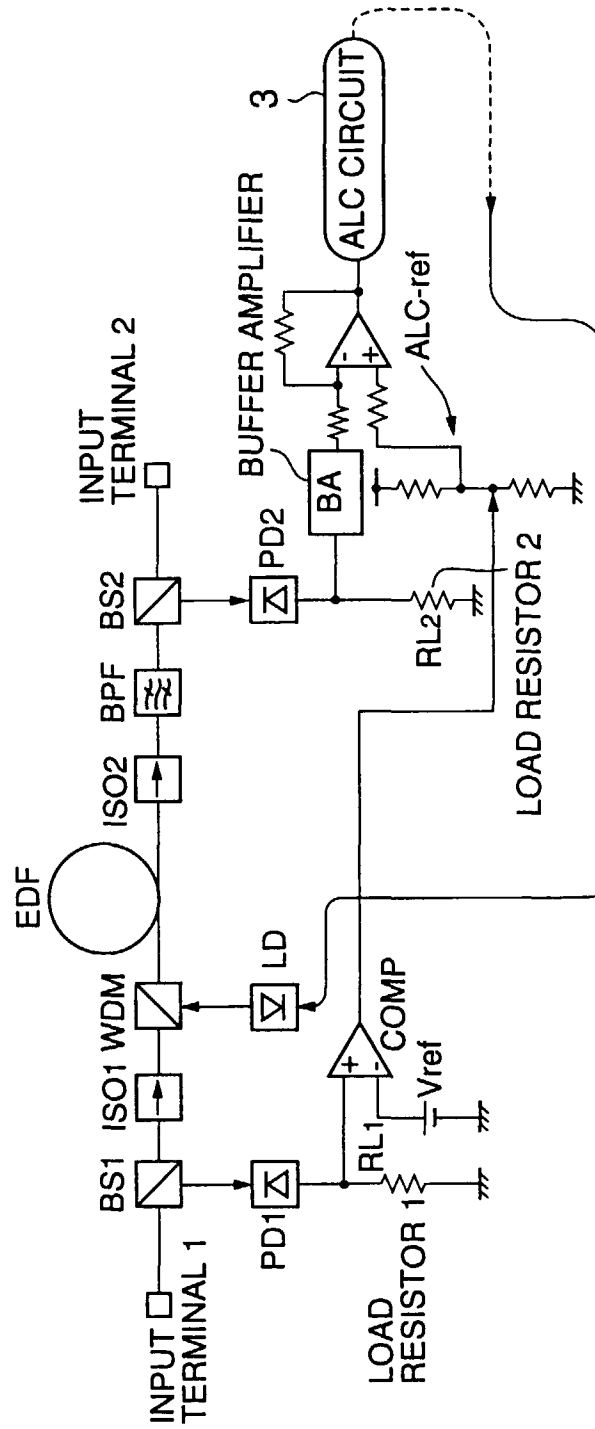 EDF
INPUT
TERMINAL 1
BS1
ISO1
WDM
ISO2
BPF
BS2
INPUT
TERMINAL 2
PD1
LD
PD2
BUFFER AMPLIFIER
BA
-
+
ALC CIRCUIT
3
ALC-ref
LOAD
RESISTOR 1
RL1
+
-
COMP
Vref
RL2
LOAD RESISTOR 2